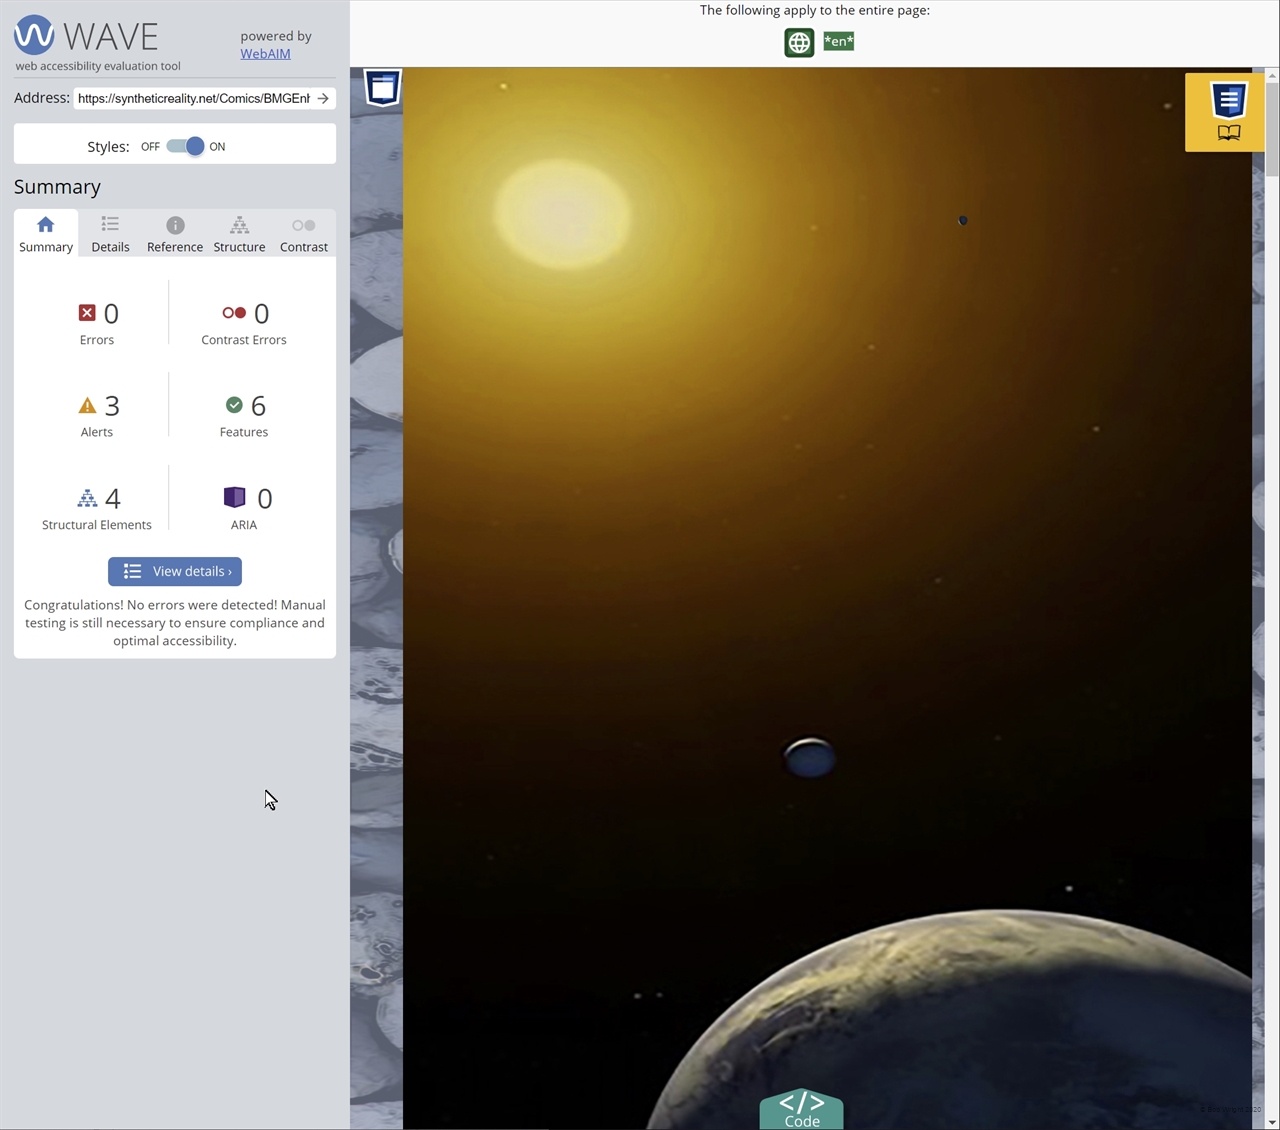 WAVE
powered by
WebAIM
web accessibility evaluation tool
Address: https://syntheticreality.net/Comics/BMGEnh
Styles: OFF ON
Summary
Summary Details Reference Structure Contrast
0 Errors
0 Contrast Errors
3 Alerts
6 Features
4 Structural Elements
0 ARIA
View details ›
Congratulations! No errors were detected! Manual
testing is still necessary to ensure compliance and
optimal accessibility.
The following apply to the entire page:
*en*
</> Code